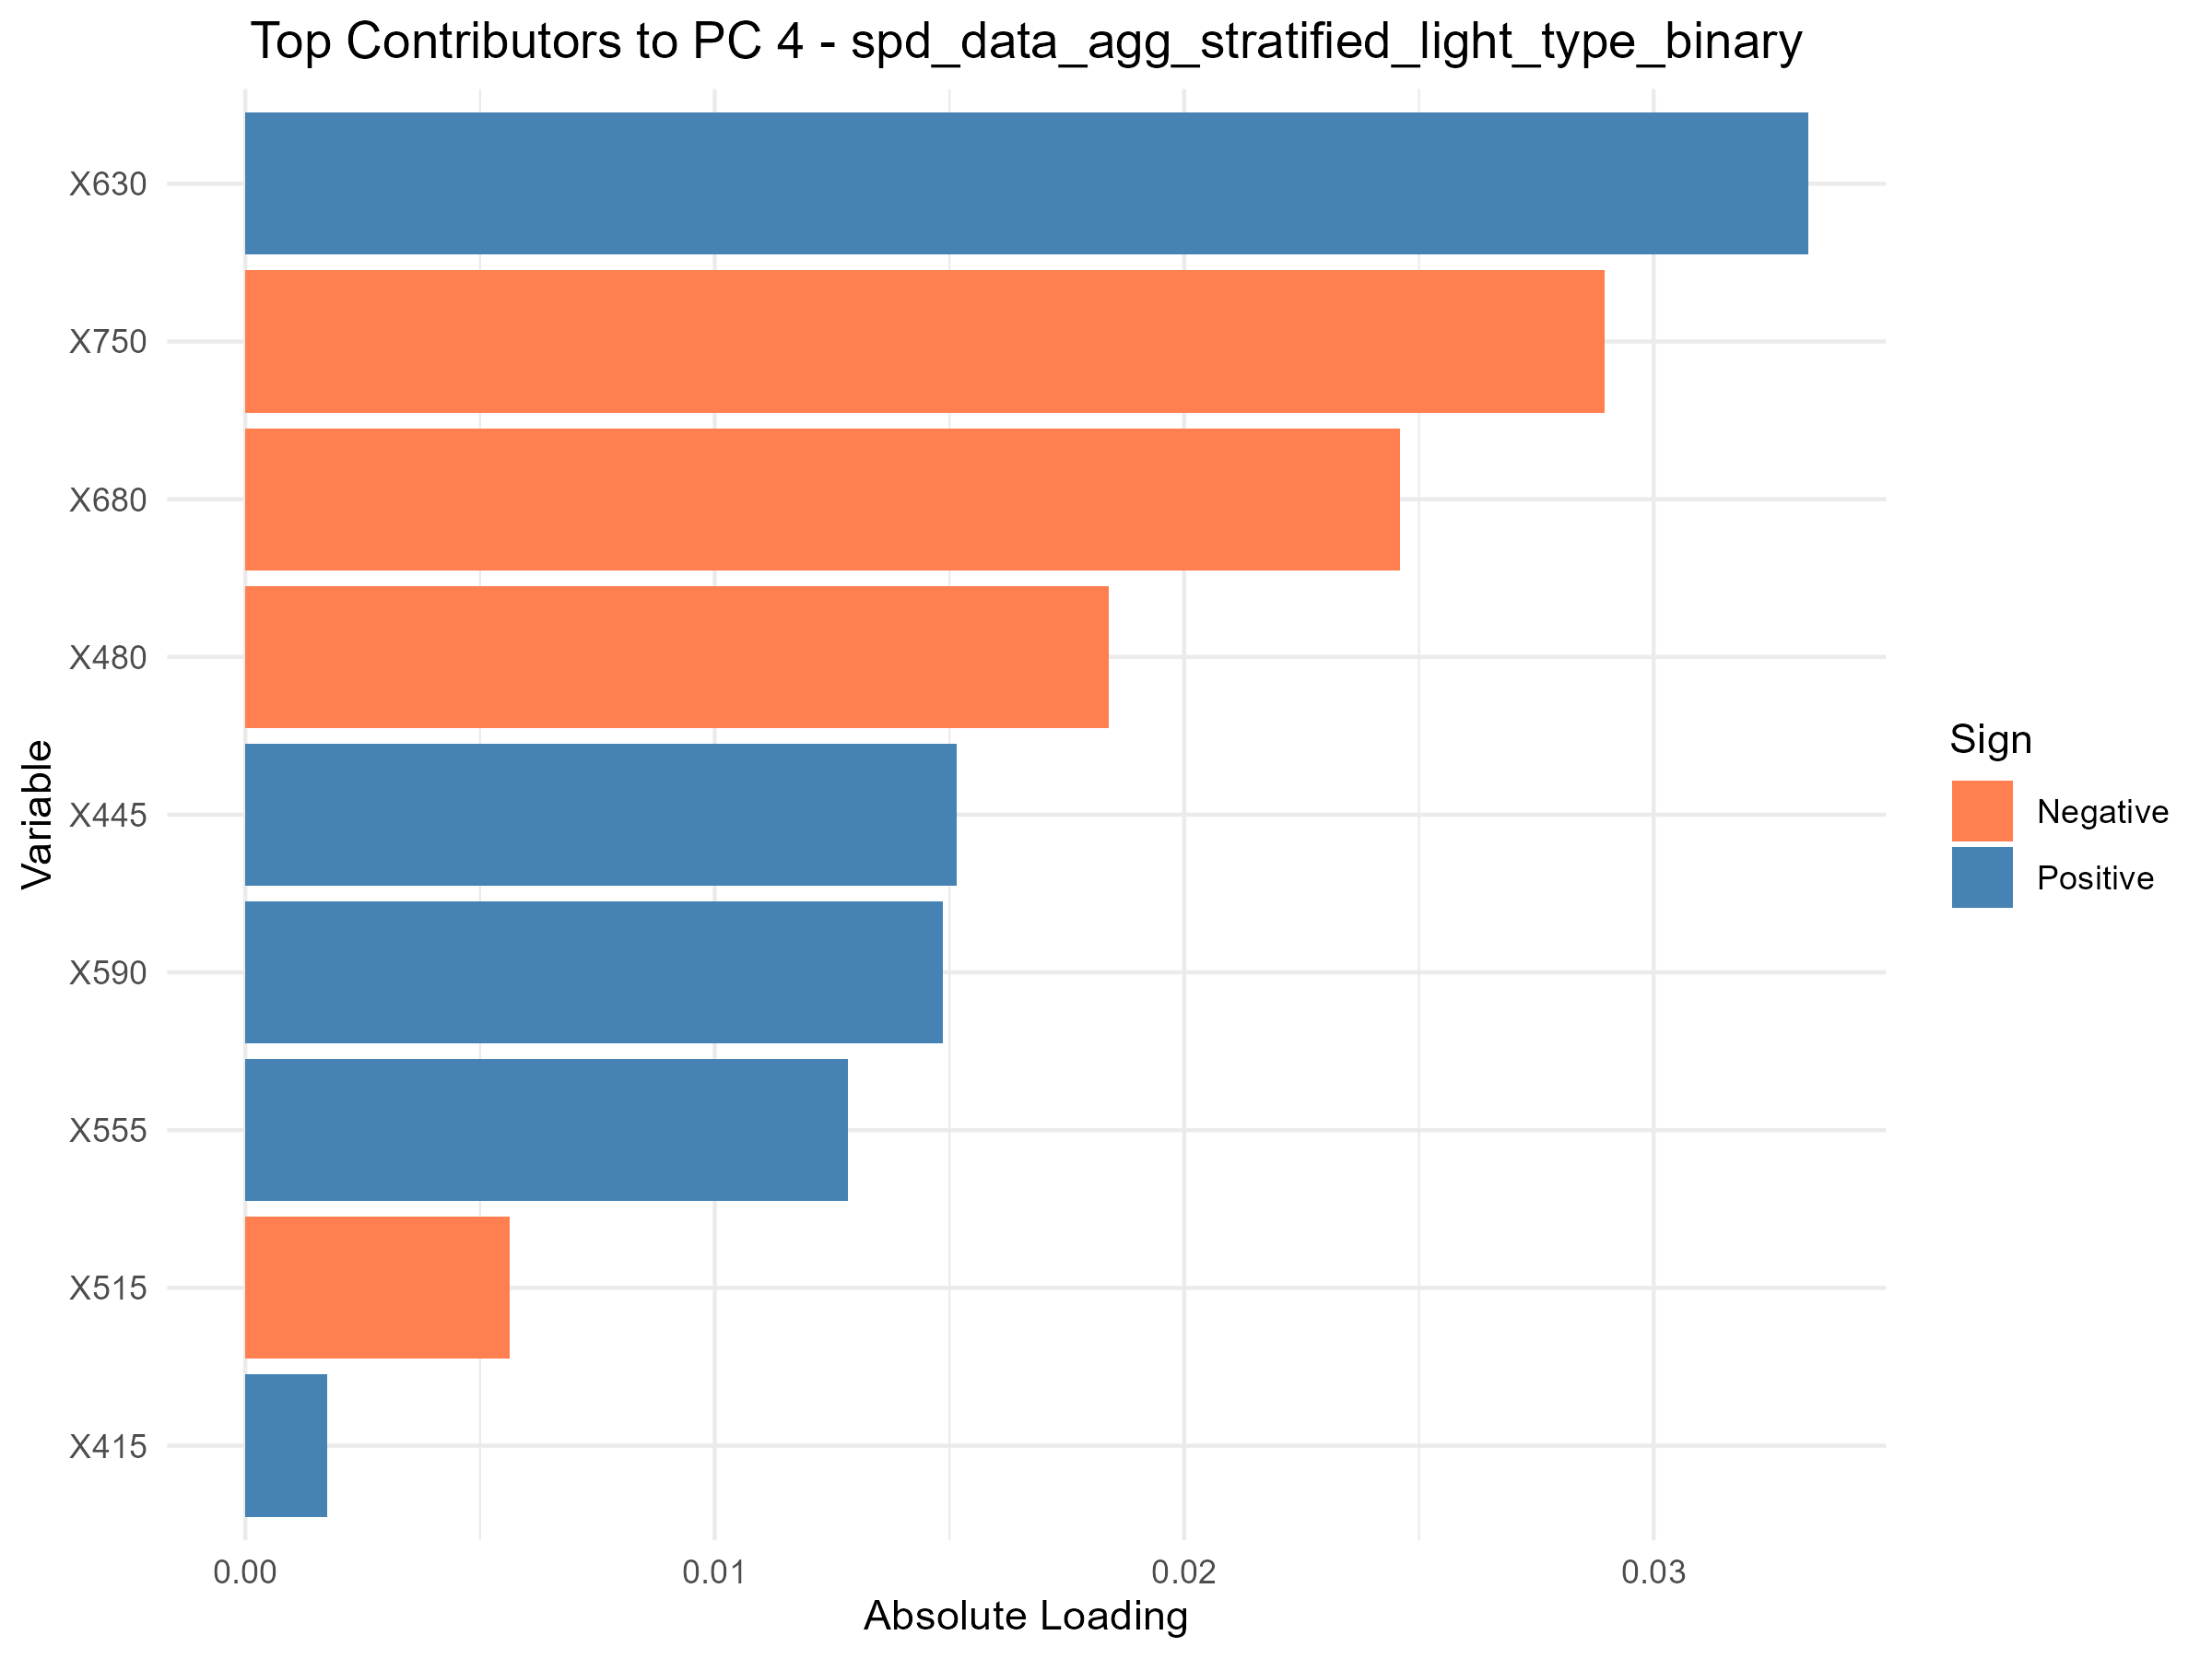 Top Contributors to PC 4 - spd_data_agg_stratified_light_type_binary
Variable
X630
X750
X680
X480
X445
X590
X555
X515
X415
0.00 0.01 0.02 0.03
Absolute Loading
Sign
Negative
Positive